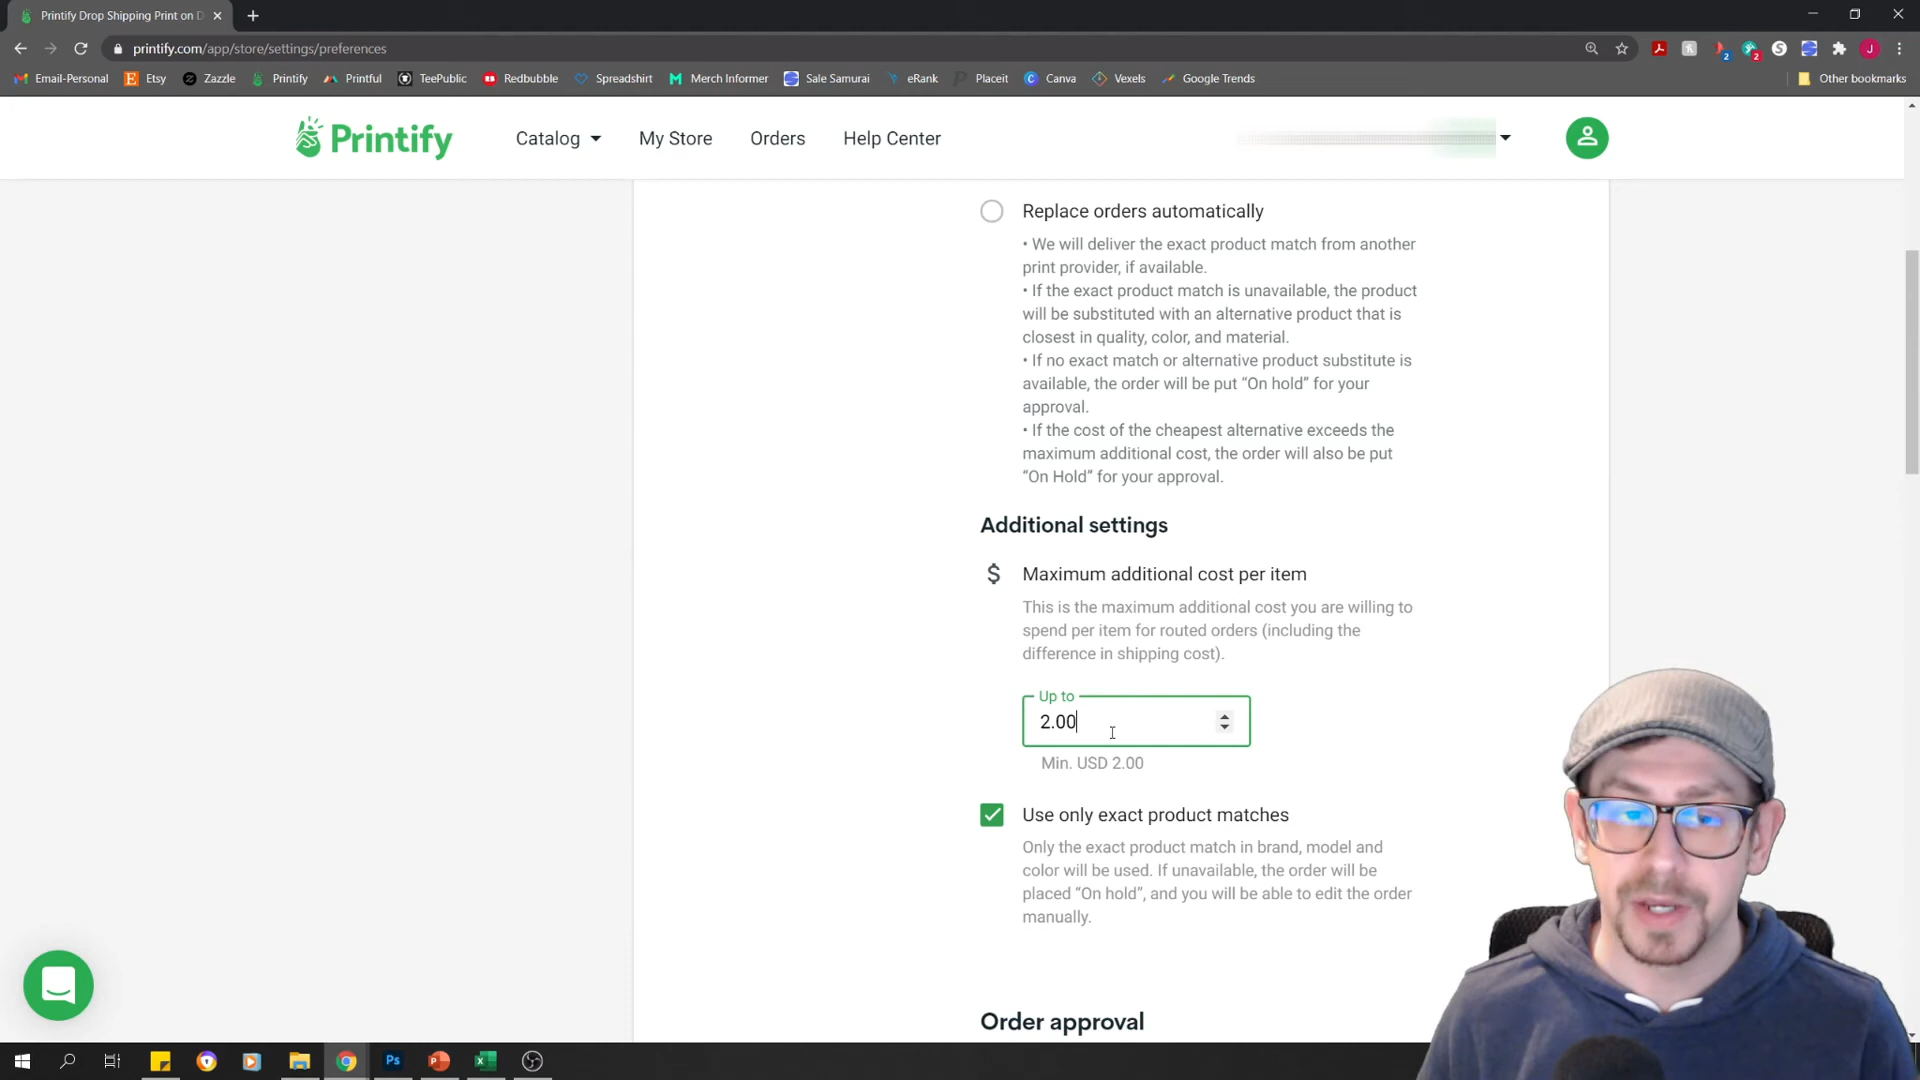 Printify Drop Shipping Print on D
printify.com/app/store/settings/preferences
Email-Personal Etsy Zazzle Printify Printful TeePublic Redbubble Spreadshirt Merch Informer Sale Samurai eRank Placeit Canva Vexels Google Trends Other bookmarks
Printify Catalog My Store Orders Help Center
Replace orders automatically
• We will deliver the exact product match from another
print provider, if available.
• If the exact product match is unavailable, the product
will be substituted with an alternative product that is
closest in quality, color, and material.
• If no exact match or alternative product substitute is
available, the order will be put “On hold” for your
approval.
• If the cost of the cheapest alternative exceeds the
maximum additional cost, the order will also be put
“On Hold” for your approval.
Additional settings
$ Maximum additional cost per item
This is the maximum additional cost you are willing to
spend per item for routed orders (including the
difference in shipping cost).
Up to
2.00
Min. USD 2.00
Use only exact product matches
Only the exact product match in brand, model and
color will be used. If unavailable, the order will be
placed “On hold”, and you will be able to edit the order
manually.
Order approval